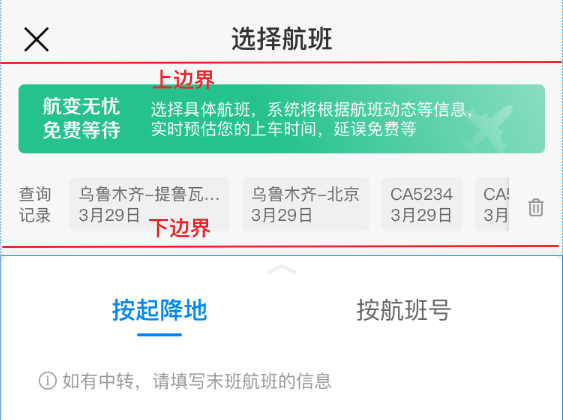 选择航班
上边界
航变无忧
免费等待
选择具体航班，系统将根据航班动态等信息，
实时预估您的上车时间，延误免费等
查询
记录
乌鲁木齐-提鲁瓦...
3月29日
乌鲁木齐-北京
3月29日
CA5234
3月29日
CA5
3月
下边界
按起降地
按航班号
如有中转，请填写末班航班的信息